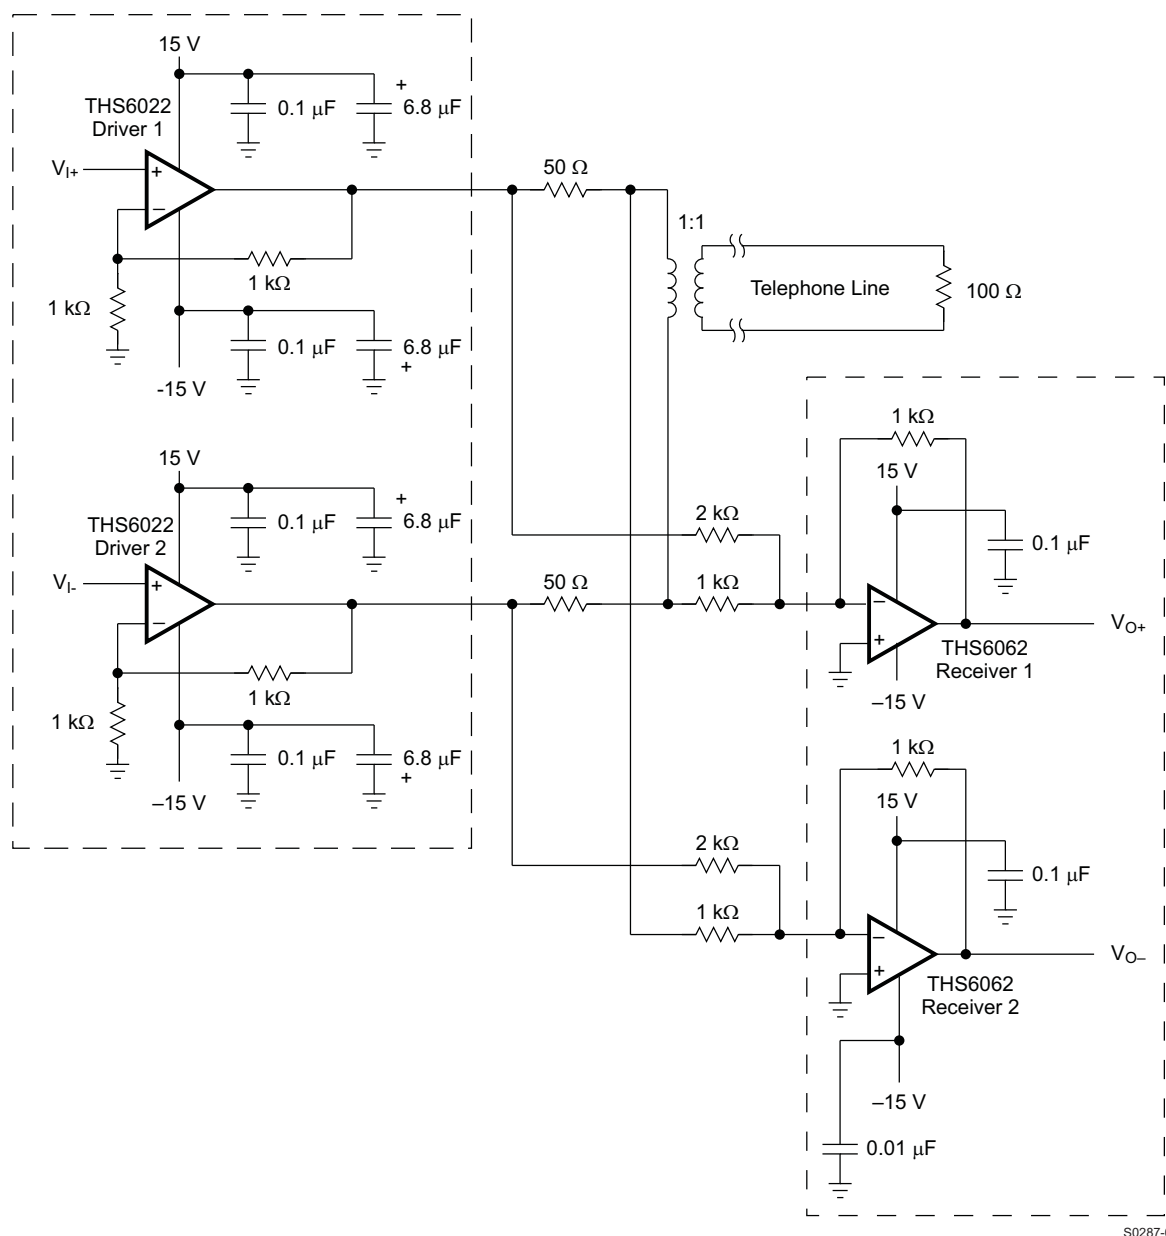 15 V
+
THS6022
Driver 1
0.1 μF
6.8 μF
VI+
+
−
50 Ω
1:1
1 kΩ
1 kΩ
Telephone Line
100 Ω
0.1 μF
6.8 μF
+
-15 V
1 kΩ
15 V
15 V
+
THS6022
Driver 2
0.1 μF
6.8 μF
2 kΩ
0.1 μF
VI-
+
−
50 Ω
1 kΩ
−
+
VO+
THS6062
Receiver 1
1 kΩ
1 kΩ
–15 V
0.1 μF
6.8 μF
+
–15 V
1 kΩ
15 V
2 kΩ
0.1 μF
1 kΩ
−
+
VO–
THS6062
Receiver 2
–15 V
0.01 μF